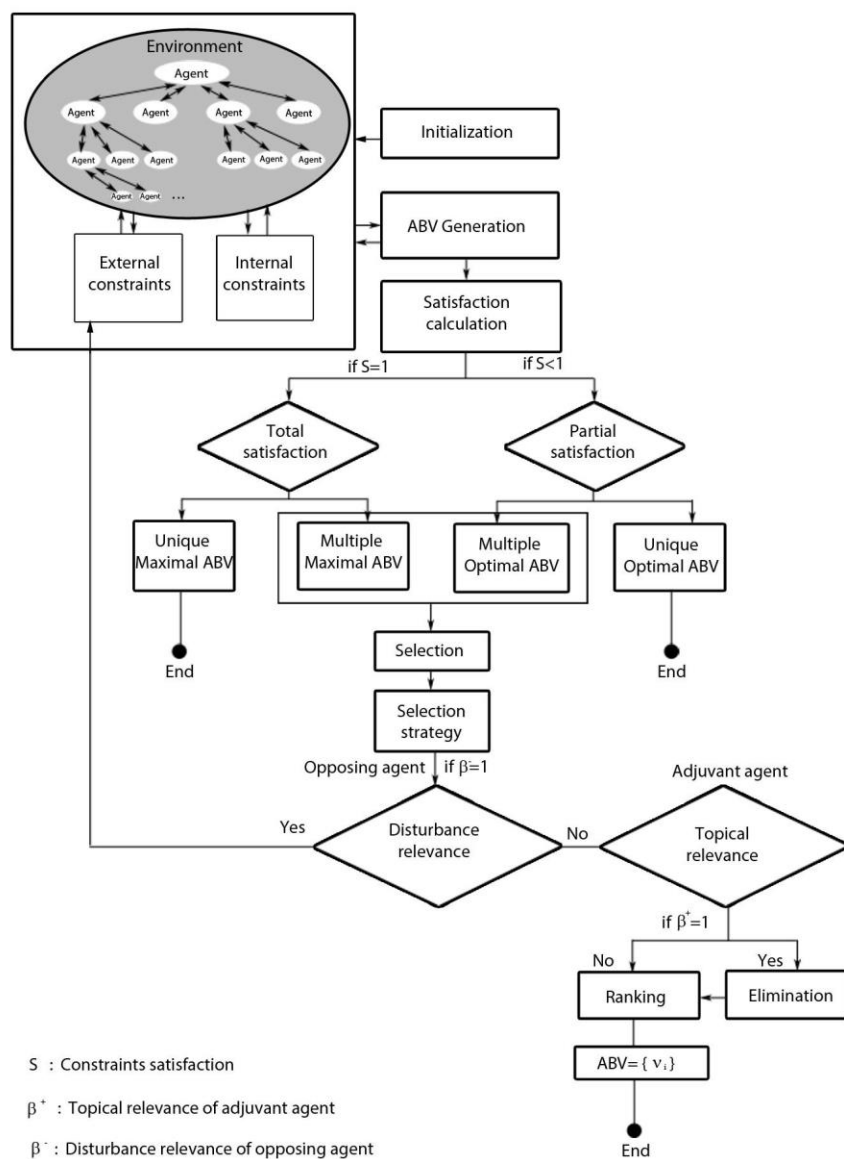 Environment
Agent
Agent Agent Agent Agent
Agent Agent Agent Agent Agent Agent
Agent Agent ...
Initialization
ABV Generation
External
constraints
Internal
constraints
Satisfaction
calculation
if S=1
if S<1
Total
satisfaction
Partial
satisfaction
Unique
Maximal ABV
Multiple
Maximal ABV
Multiple
Optimal ABV
Unique
Optimal ABV
End
Selection
End
Selection
strategy
Opposing agent
if β⁻=1
Adjuvant agent
Yes
Disturbance
relevance
No
Topical
relevance
if β⁺=1
No
Yes
Ranking
Elimination
ABV={ νᵢ}
End
S : Constraints satisfaction
β⁺ : Topical relevance of adjuvant agent
β⁻ : Disturbance relevance of opposing agent